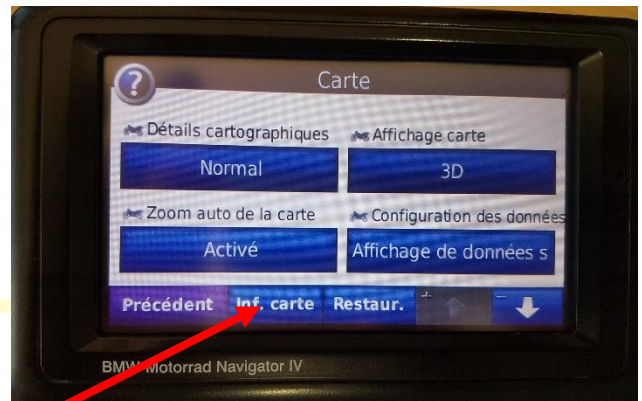 ?
Carte
Détails cartographiques
Affichage carte
Normal
3D
Zoom auto de la carte
Configuration des données
Activé
Affichage de données s
Précédent Inf. carte Restaur. + -
BMW Motorrad Navigator IV